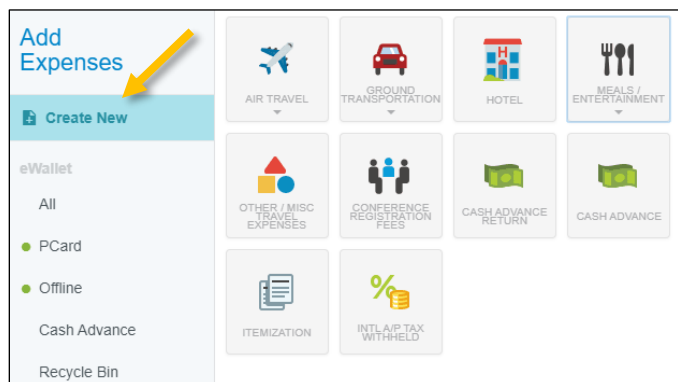 Add
Expenses
Create New
eWallet
All
PCard
Offline
Cash Advance
Recycle Bin
AIR TRAVEL
GROUND
TRANSPORTATION
H
HOTEL
MEALS /
ENTERTAINMENT
OTHER / MISC
TRAVEL
EXPENSES
CONFERENCE
REGISTRATION
FEES
CASH ADVANCE
RETURN
CASH ADVANCE
ITEMIZATION
%
INTL A/P TAX
WITHHELD